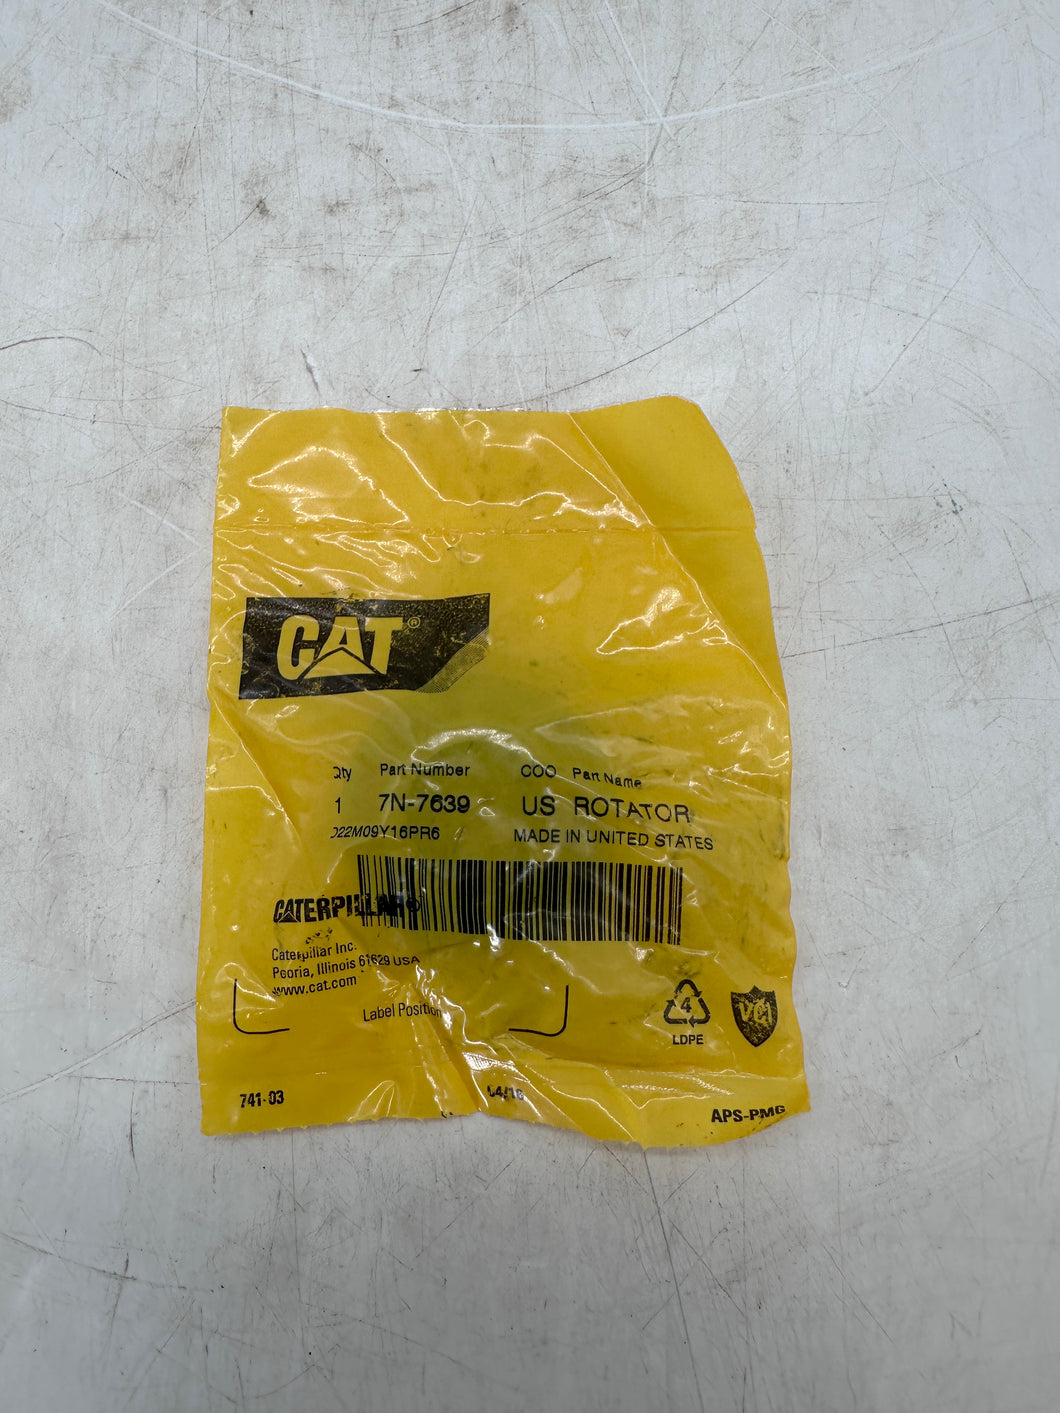 CAT®
Qty Part Number COO Part Name
1 7N-7639 US ROTATOR
D22M09Y16PR6 MADE IN UNITED STATES
CATERPILLAR®
Caterpillar Inc.
Peoria, Illinois 61629 USA
www.cat.com
Label Position
4
LDPE
VCI
741-03
APS-PMG